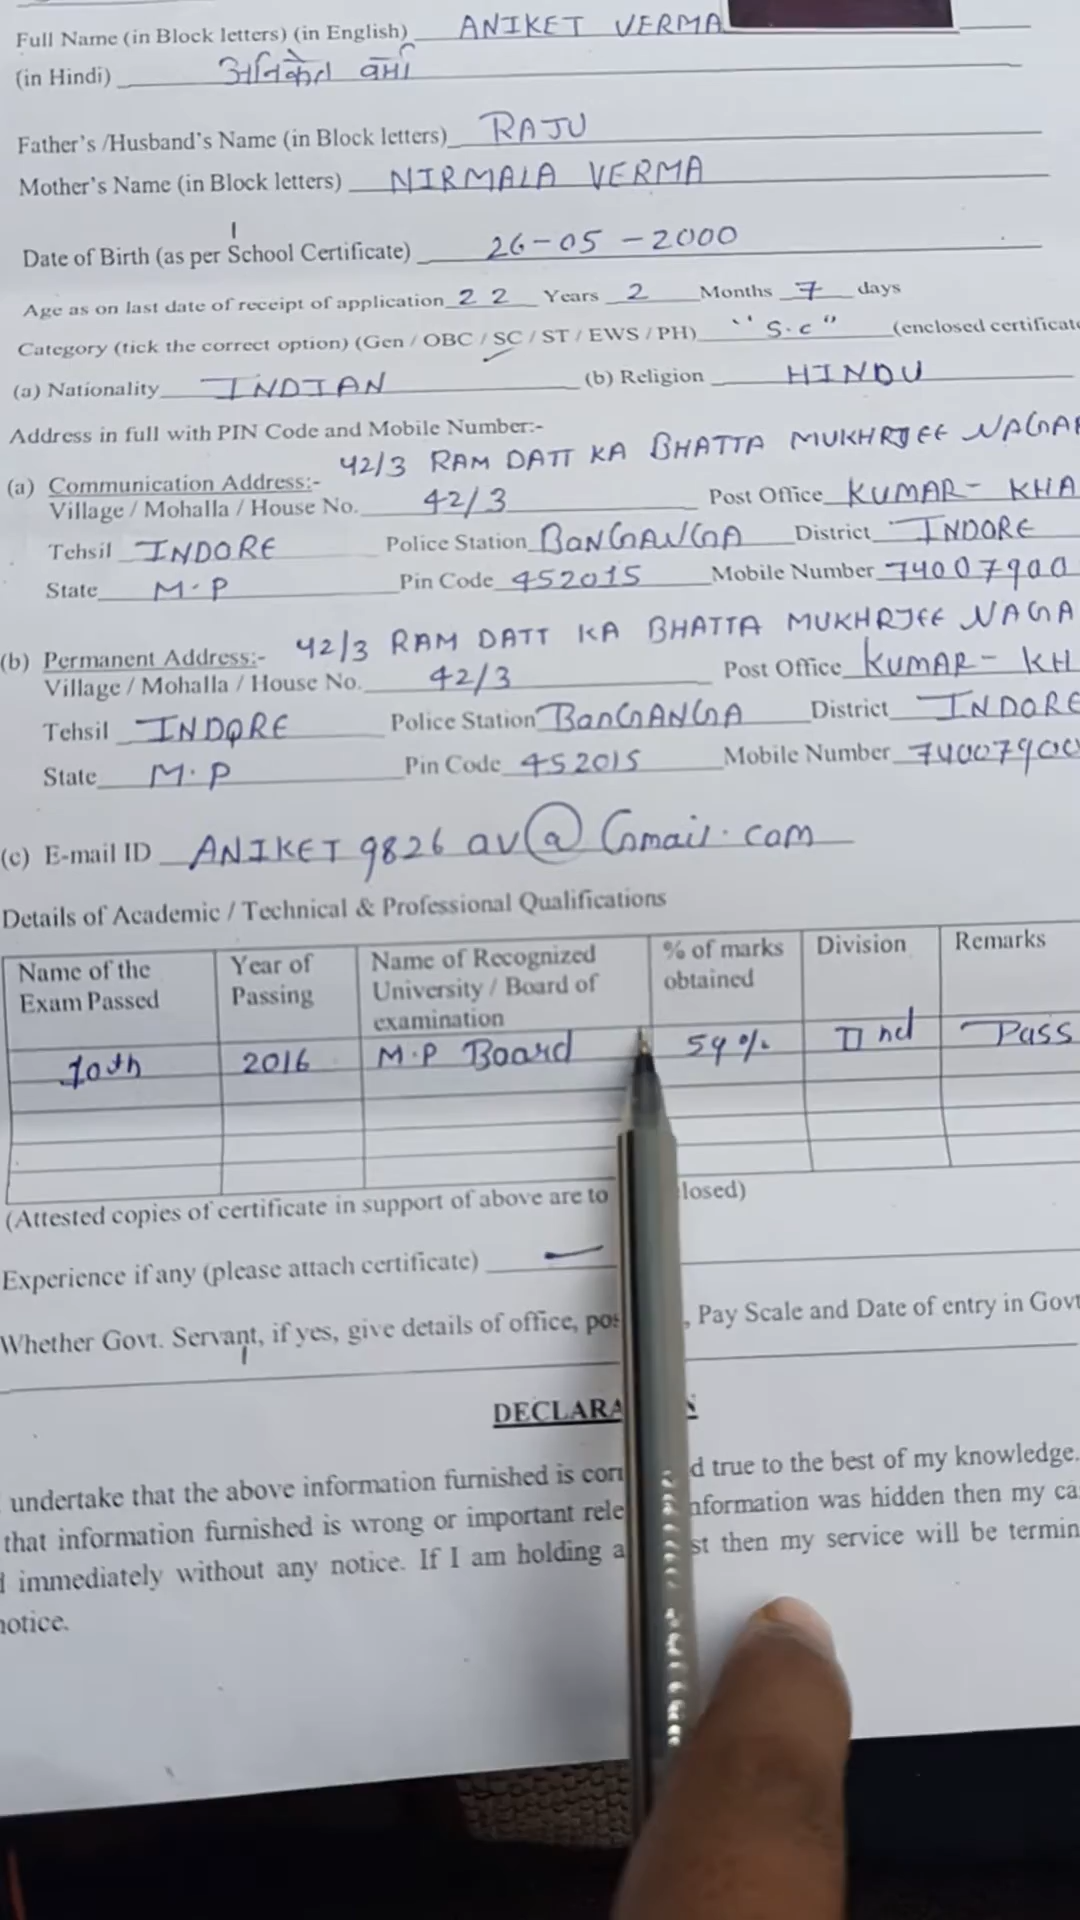 Full Name (in Block letters) (in English) ANIKET VERMA
(in Hindi) अनिकेत वर्मा
Father's /Husband's Name (in Block letters) RAJU
Mother's Name (in Block letters) NIRMALA VERMA
Date of Birth (as per School Certificate) 26-05-2000
Age as on last date of receipt of application 22 Years 2 Months 7 days
Category (tick the correct option) (Gen / OBC / SC / ST / EWS / PH) "S.C" (enclosed certificate
(a) Nationality INDIAN (b) Religion HINDU
Address in full with PIN Code and Mobile Number:-
42/3 RAM DATT KA BHATTA MUKHRJEE NAGAR
(a) Communication Address:-
Village / Mohalla / House No. 42/3 Post Office KUMAR-KHA
Tehsil INDORE Police Station BanGANGA District INDORE
State M.P Pin Code 452015 Mobile Number 74007900
42/3 RAM DATT KA BHATTA MUKHRJEE NAGA
(b) Permanent Address:-
Village / Mohalla / House No. 42/3 Post Office KUMAR-KH
Tehsil INDORE Police Station BanGANGA District INDORE
State M.P Pin Code 452015 Mobile Number 7400790
(c) E-mail ID ANIKET9826av@Gmail.com
Details of Academic / Technical & Professional Qualifications
Name of the Exam Passed Year of Passing Name of Recognized University / Board of examination % of marks obtained Division Remarks
10th 2016 M.P Board 59% IInd Pass
(Attested copies of certificate in support of above are to losed)
Experience if any (please attach certificate) —
Whether Govt. Servant, if yes, give details of office, pos , Pay Scale and Date of entry in Govt
DECLARA N
undertake that the above information furnished is corr d true to the best of my knowledge.
that information furnished is wrong or important rele nformation was hidden then my ca
immediately without any notice. If I am holding a st then my service will be termin
notice.